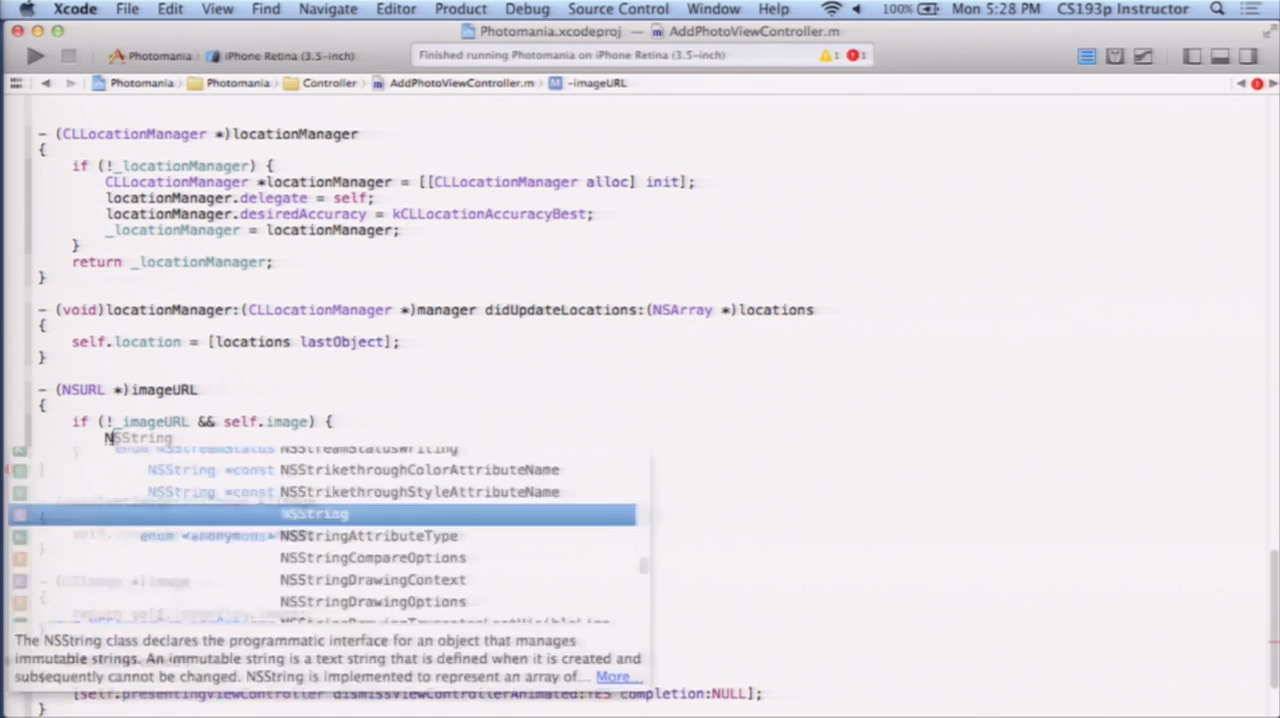 Xcode File Edit View Find Navigate Editor Product Debug Source Control Window Help 100% Mon 5:28 PM CS193p Instructor
Photomania.xcodeproj — AddPhotoViewController.m
Photomania iPhone Retina (3.5-inch) Finished running Photomania on iPhone Retina (3.5-inch) 1 1
Photomania Photomania Controller AddPhotoViewController.m M -imageURL
- (CLLocationManager *)locationManager
{
if (!_locationManager) {
CLLocationManager *locationManager = [[CLLocationManager alloc] init];
locationManager.delegate = self;
locationManager.desiredAccuracy = kCLLocationAccuracyBest;
_locationManager = locationManager;
}
return _locationManager;
}
- (void)locationManager:(CLLocationManager *)manager didUpdateLocations:(NSArray *)locations
{
self.location = [locations lastObject];
}
- (NSURL *)imageURL
{
if (!_imageURL && self.image) {
NSString
enum NSStreamStatus NSStreamStatusWriting
NSString *const NSStrikethroughColorAttributeName
NSString *const NSStrikethroughStyleAttributeName
NSString
enum <anonymous> NSStringAttributeType
NSStringCompareOptions
NSStringDrawingContext
NSStringDrawingOptions
The NSString class declares the programmatic interface for an object that manages
immutable strings. An immutable string is a text string that is defined when it is created and
subsequently cannot be changed. NSString is implemented to represent an array of... More...
[self.presentingViewController dismissViewControllerAnimated:YES completion:NULL];
}